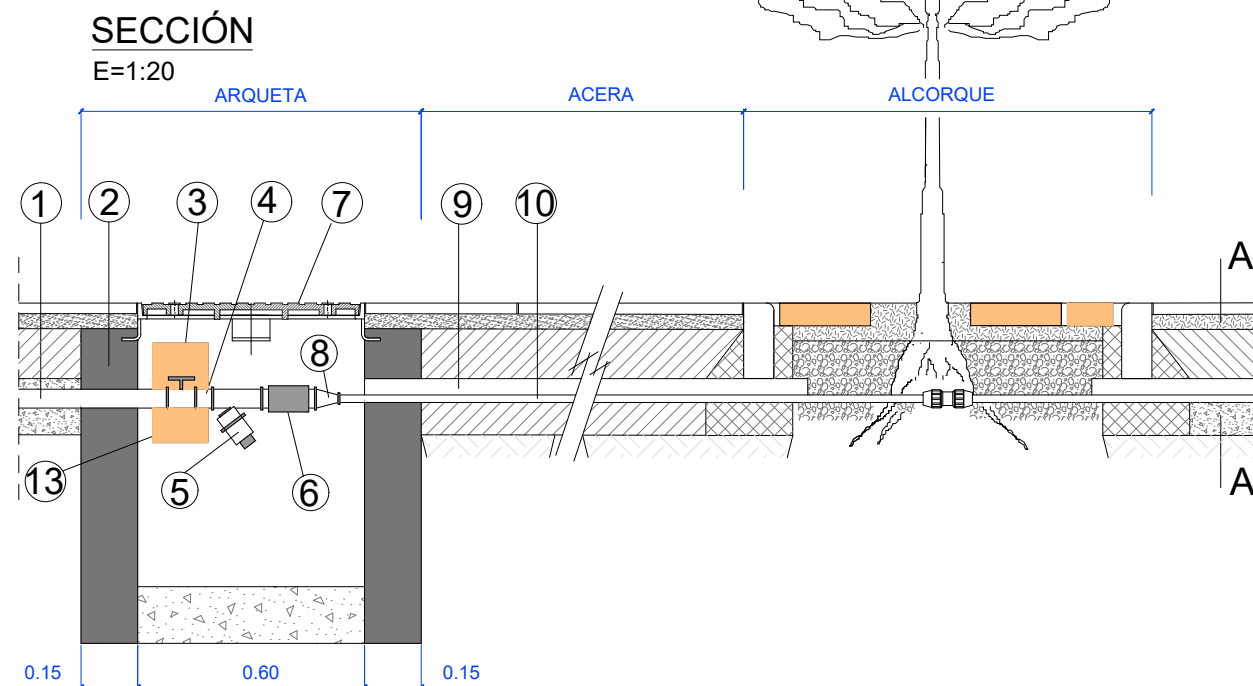 SECCIÓN
E=1:20
ARQUETA ACERA ALCORQUE
1 2 3 4 7 9 10
A
8
13 5 6
A
0.15 0.60 0.15